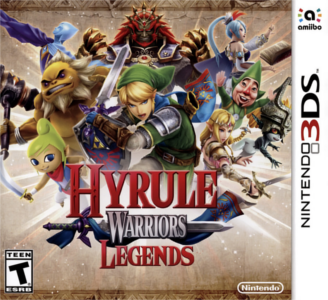 amiibo
NINTENDO 3DS
HYRULE
WARRIORS
LEGENDS
TEEN
T
ESRB
Nintendo